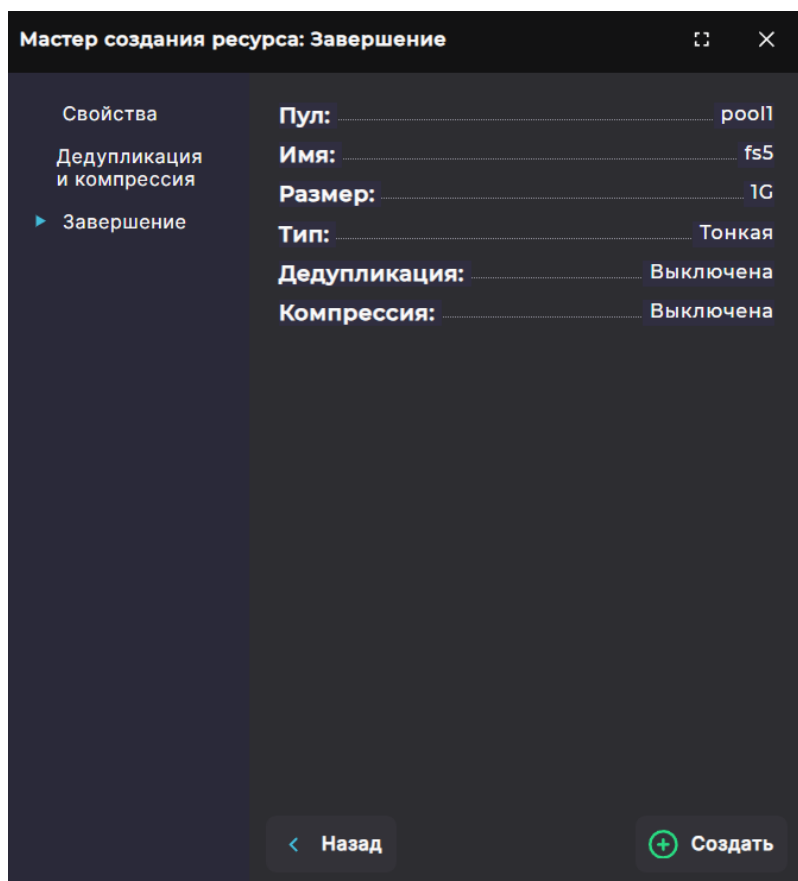 Мастер создания ресурса: Завершение
Свойства
Дедупликация
и компрессия
Завершение
Пул: pool1
Имя: fs5
Размер: 1G
Тип: Тонкая
Дедупликация: Выключена
Компрессия: Выключена
Назад
Создать